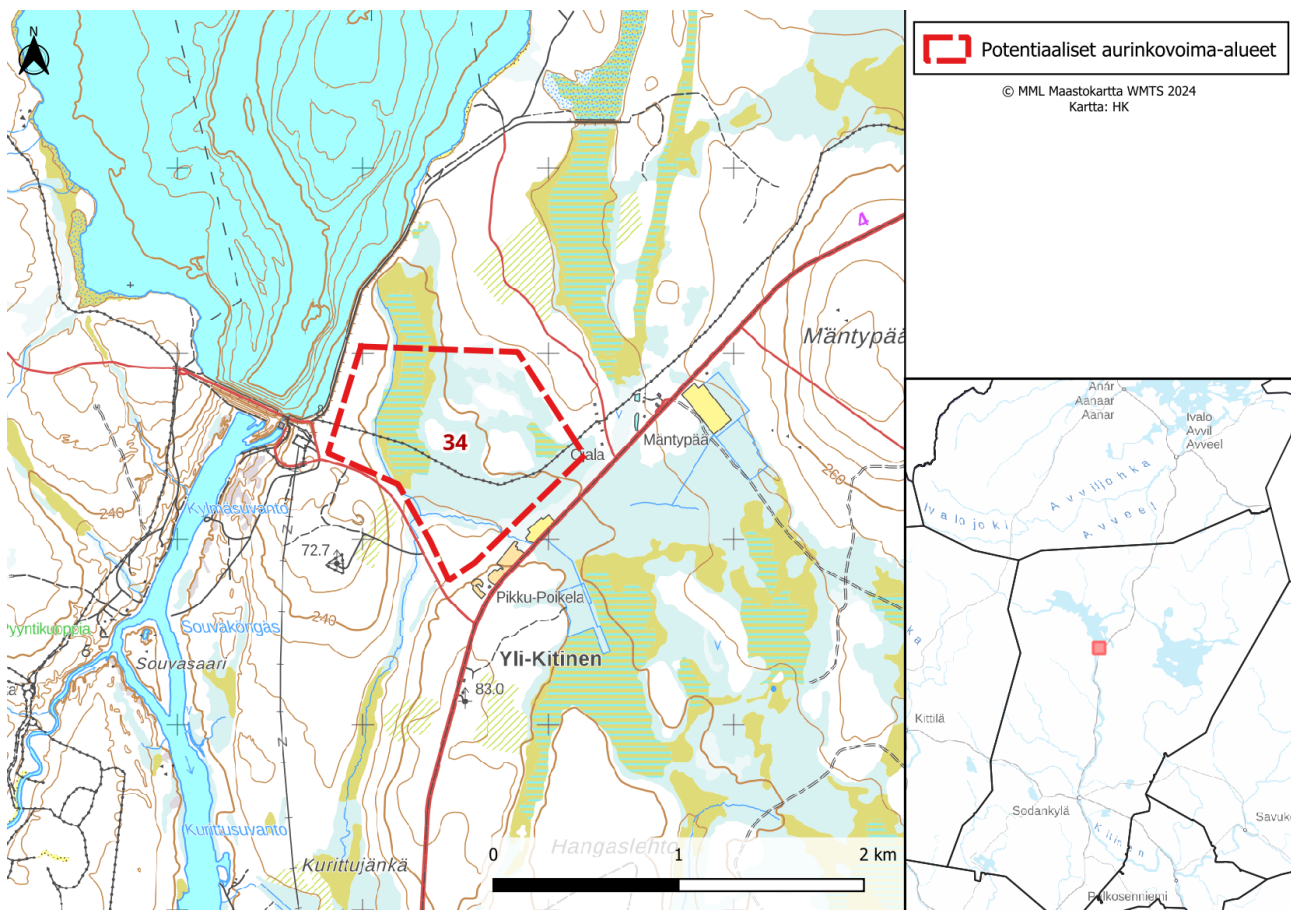 N
Potentiaaliset aurinkovoima-alueet
© MML Maastokartta WMTS 2024
Kartta: HK
4
Mäntypää
34
Mäntypää
Ojala
260
Kylmäsuvanto
240
72.7
Pikku-Poikela
240
Souvakongas
Souvasaari
Yli-Kitinen
83.0
Kurittusuvanto
Kurittujänkä
Hangaslehto
0
1
2 km
Anár
Aanaar
Aanar
Ivalo
Avvil
Avveel
Avviljohka
Ivalojoki
Avveel
Kittilä
Sodankylä
Kitinen
Savuko
Pelkosenniemi